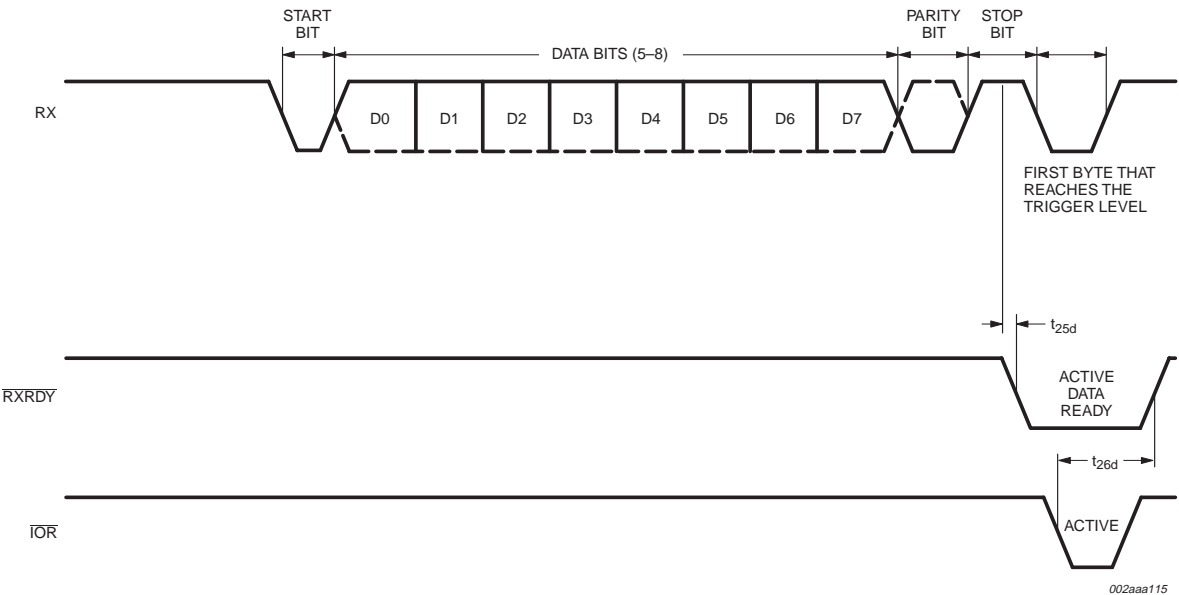 START
BIT
DATA BITS (5–8)
PARITY
BIT
STOP
BIT
RX
D0 D1 D2 D3 D4 D5 D6 D7
FIRST BYTE THAT
REACHES THE
TRIGGER LEVEL
t25d
RXRDY
ACTIVE
DATA
READY
t26d
IOR
ACTIVE
002aaa115